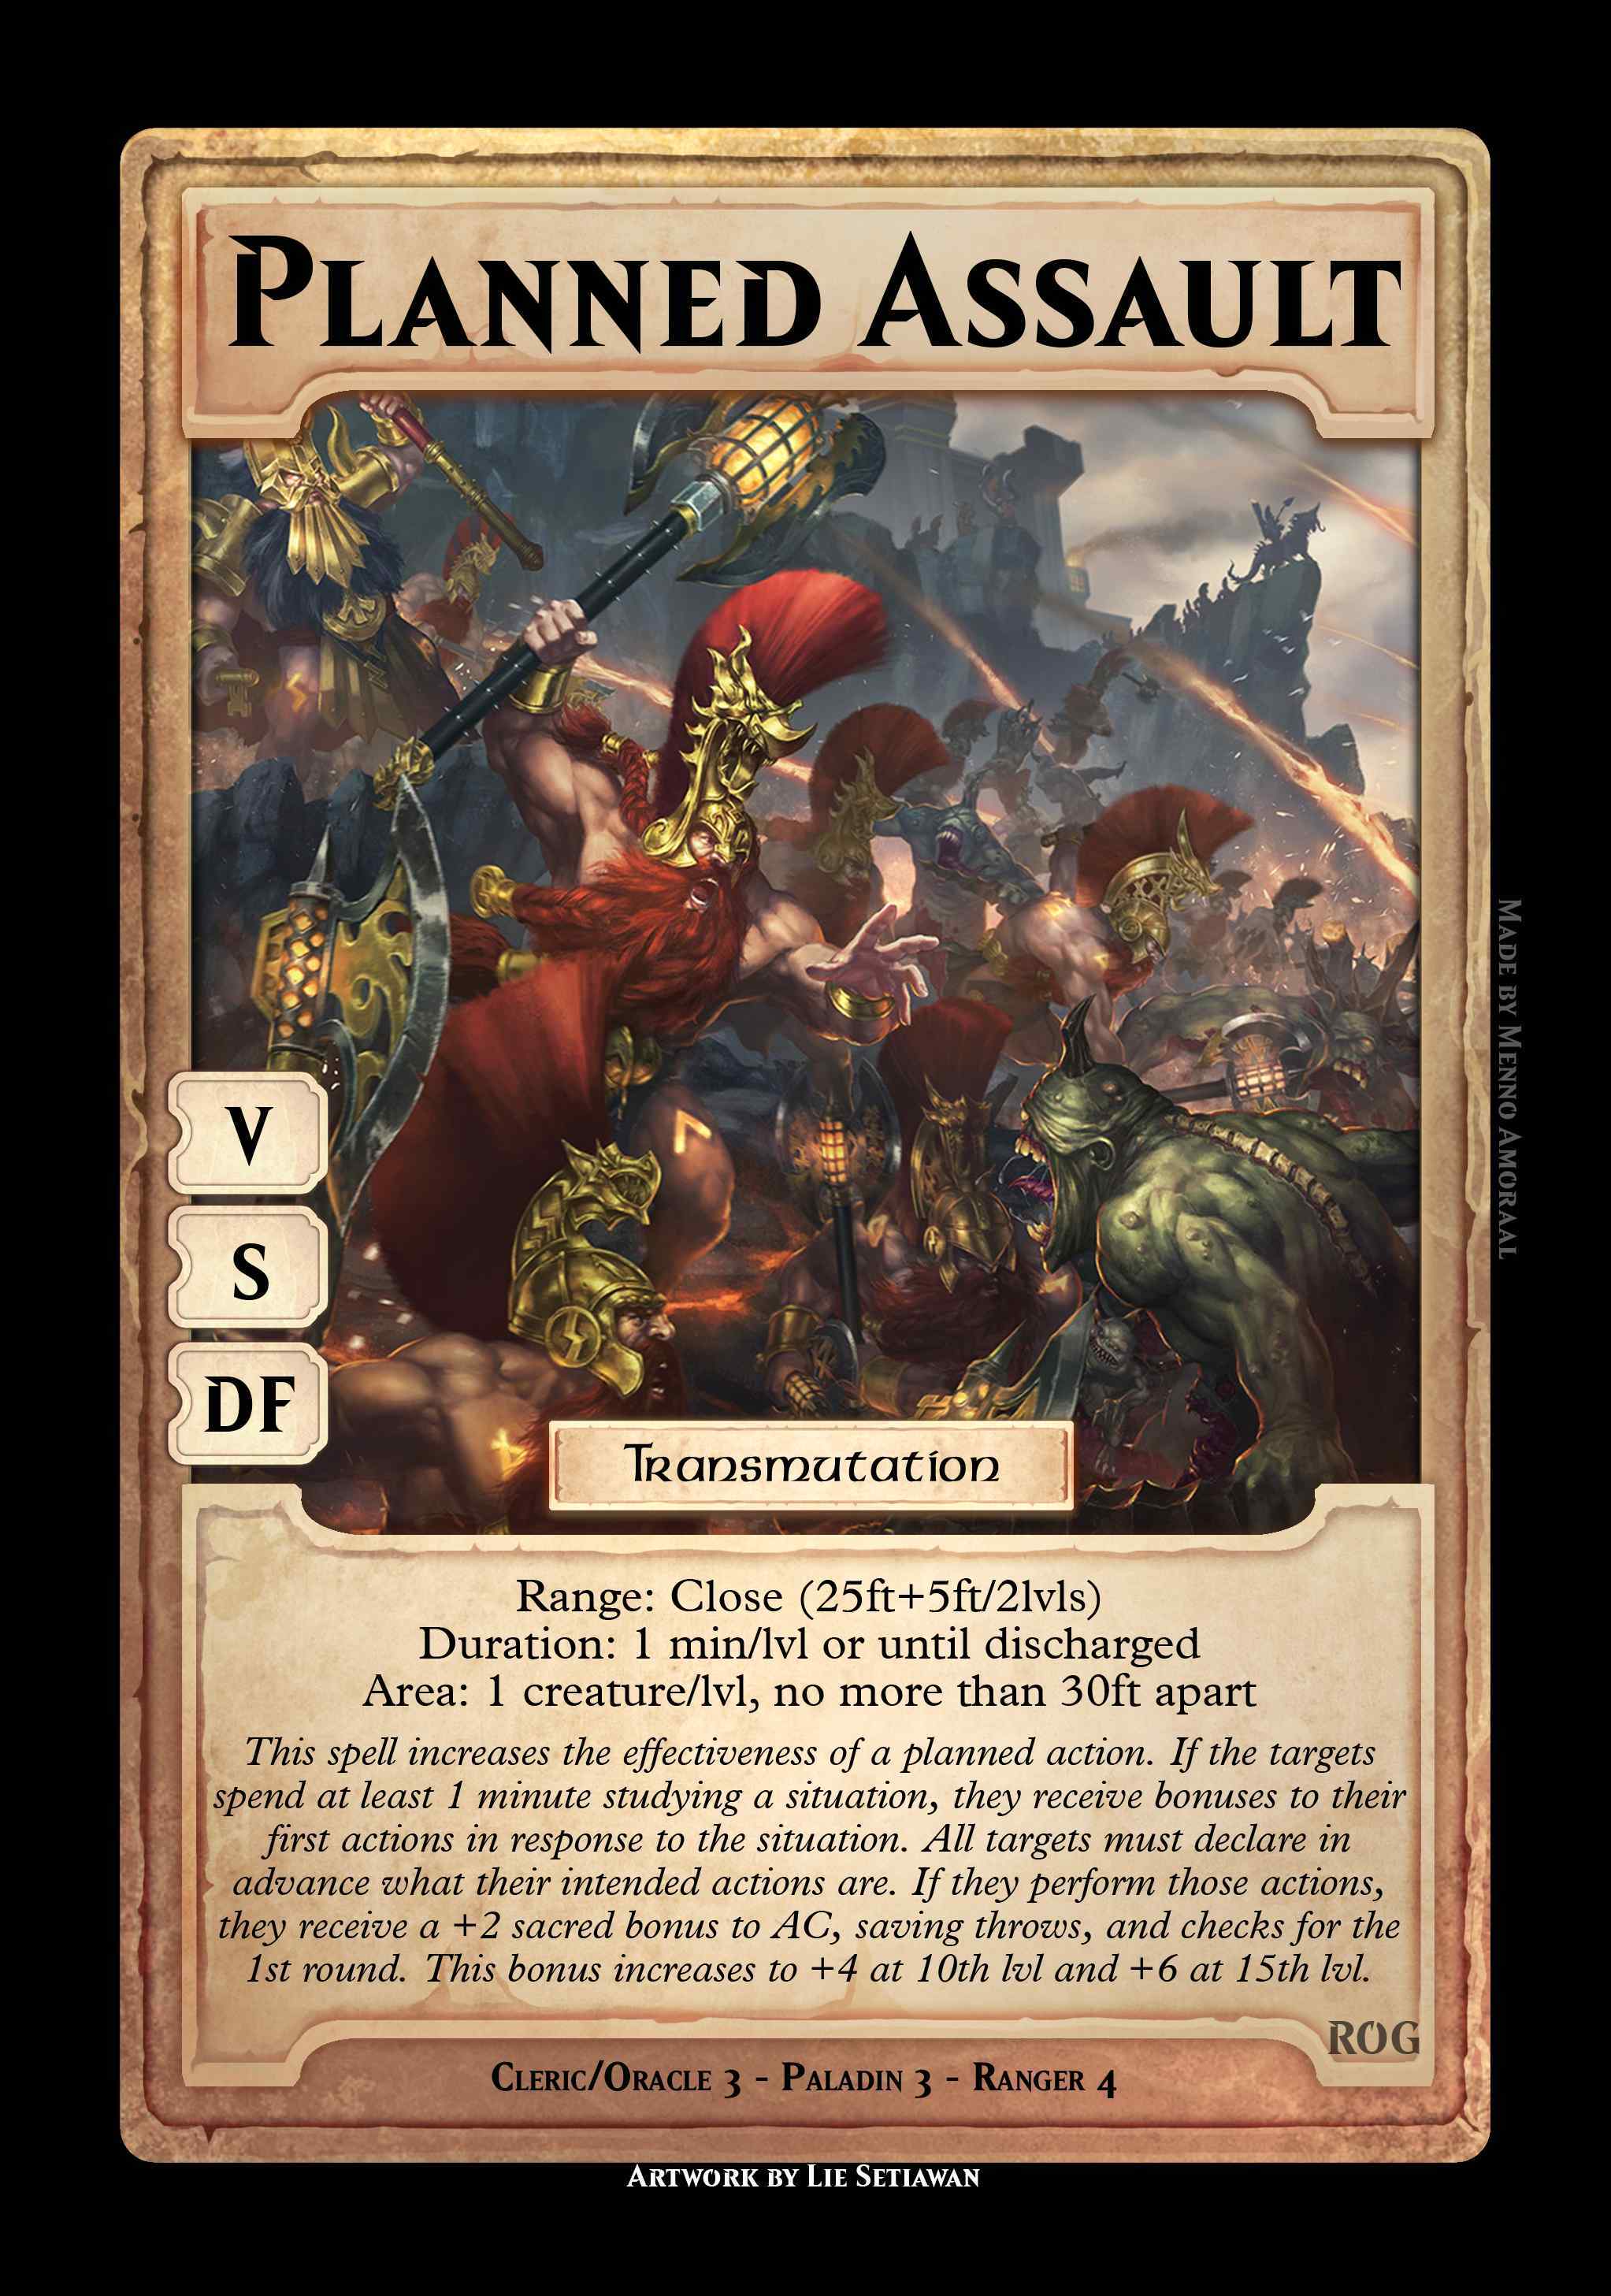 Planned Assault
V
S
DF
Transmutation
Range: Close (25ft+5ft/2lvls)
Duration: 1 min/lvl or until discharged
Area: 1 creature/lvl, no more than 30ft apart
This spell increases the effectiveness of a planned action. If the targets
spend at least 1 minute studying a situation, they receive bonuses to their
first actions in response to the situation. All targets must declare in
advance what their intended actions are. If they perform those actions,
they receive a +2 sacred bonus to AC, saving throws, and checks for the
1st round. This bonus increases to +4 at 10th lvl and +6 at 15th lvl.
ROG
Cleric/Oracle 3 - Paladin 3 - Ranger 4
Artwork by Lie Setiawan
Made by Menno Amoraal